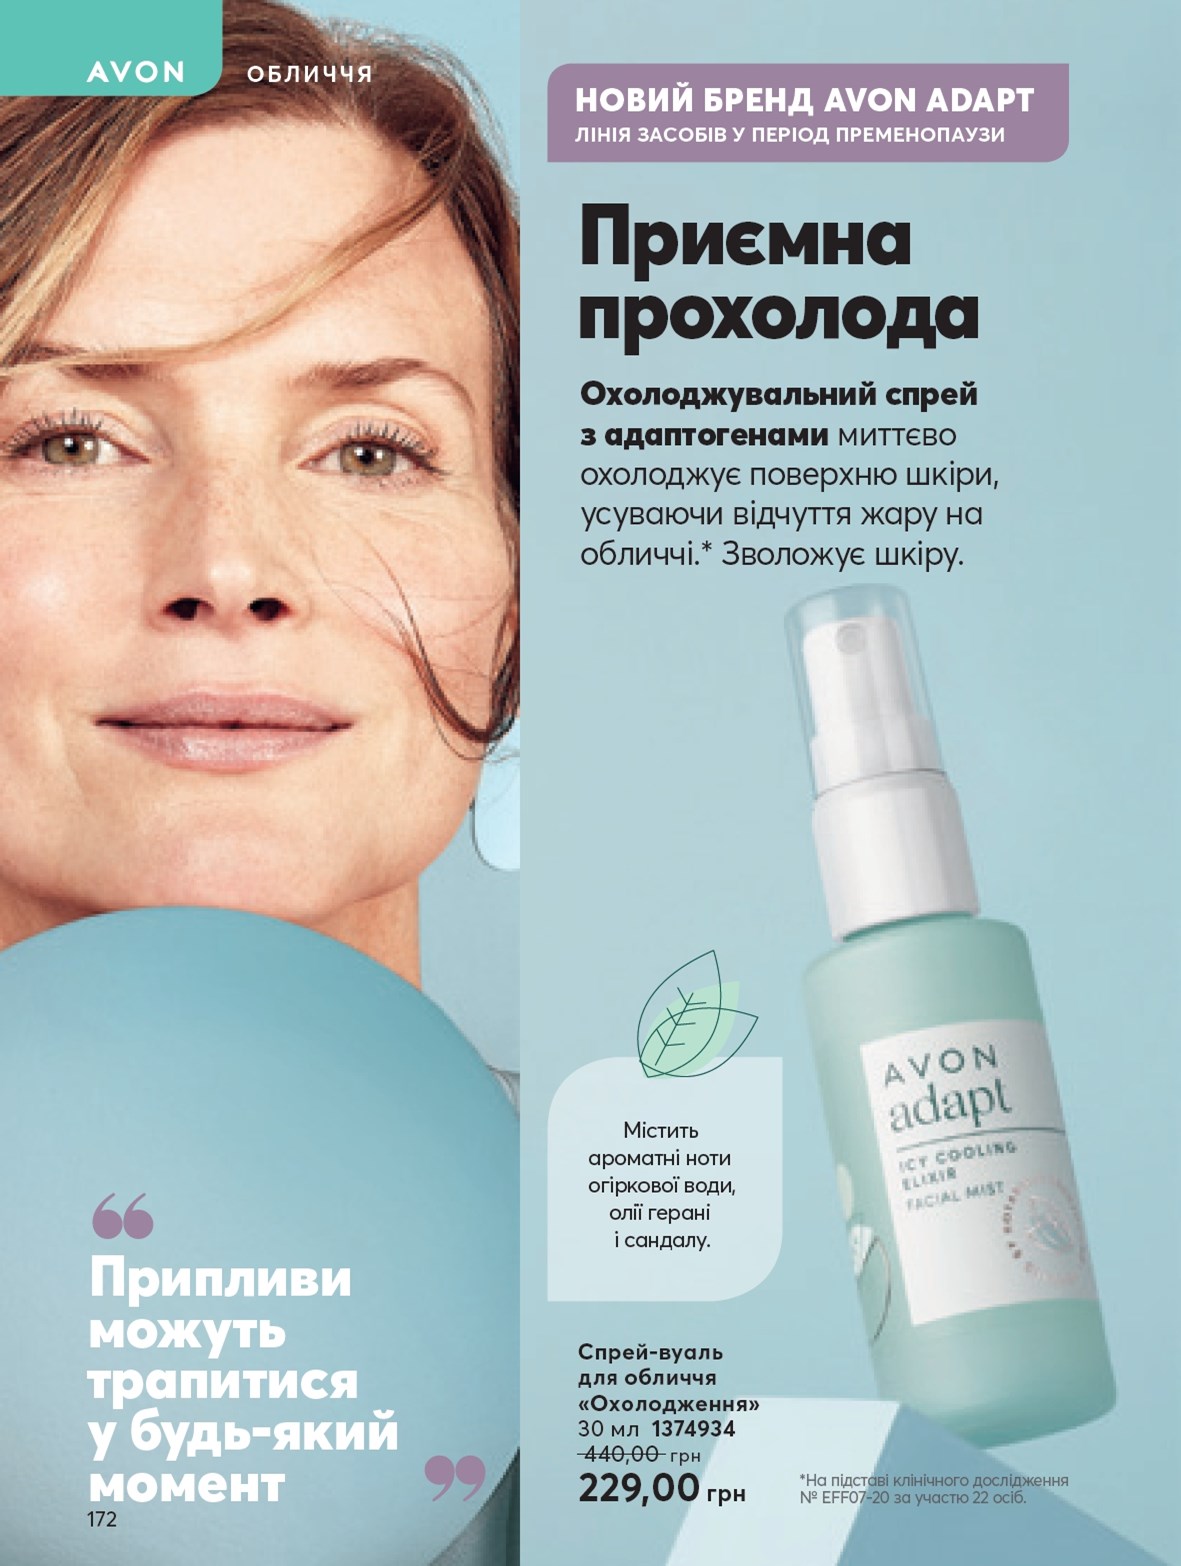 AVON
ОБЛИЧЧЯ
НОВИЙ БРЕНД AVON ADAPT
ЛІНІЯ ЗАСОБІВ У ПЕРІОД ПРЕМЕНОПАУЗИ
Приємна
прохолода
Охолоджувальний спрей
з адаптогенами миттєво
охолоджує поверхню шкіри,
усуваючи відчуття жару на
обличчі.* Зволожує шкіру.
AVON
adapt
ICY COOLING
ELIXIR
FACIAL MIST
Містить
ароматні ноти
огіркової води,
олії герані
і сандалу.
“
Припливи
можуть
трапитися
у будь-який
момент
”
Спрей-вуаль
для обличчя
«Охолодження»
30 мл 1374934
440,00 грн
229,00 грн
*На підставі клінічного дослідження
№ EFF07-20 за участю 22 осіб.
172